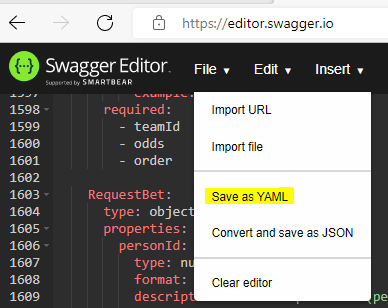 https://editor.swagger.io
Swagger Editor.
Supported by SMARTBEAR
File ▾ Edit ▾ Insert ▾
1597 example:
1598 required:
1599 - teamId
1600 - odds
1601 - order
1602
1603 RequestBet:
1604 type: object
1605 properties:
1606 personId:
1607 type: nu
1608 format:
1609 descript
Import URL
Import file
Save as YAML
Convert and save as JSON
Clear editor